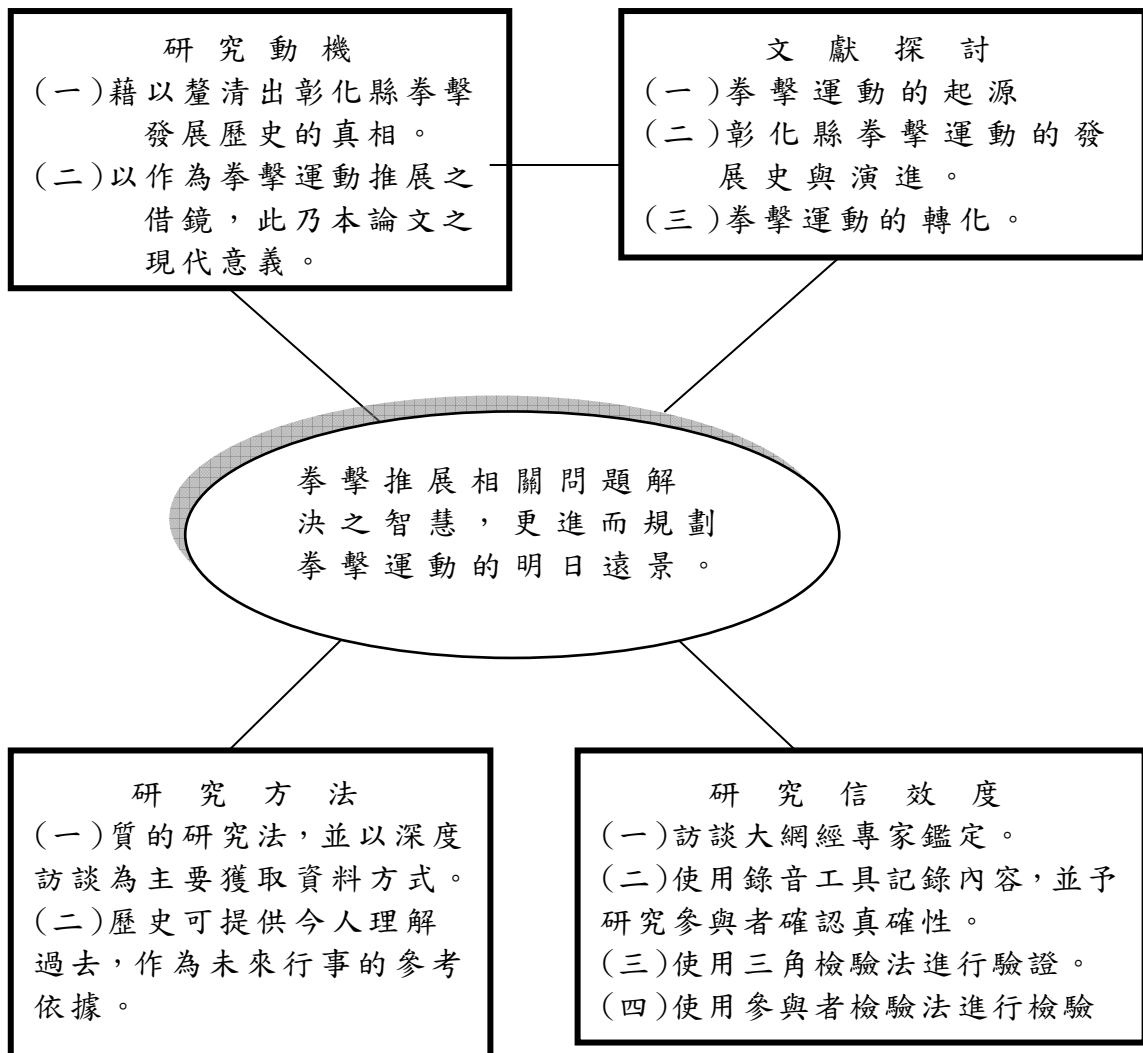 研究動機
(一)藉以釐清出彰化縣拳擊
發展歷史的真相。
(二)以作為拳擊運動推展之
借鏡，此乃本論文之
現代意義。
文獻探討
(一)拳擊運動的起源
(二)彰化縣拳擊運動的發
展史與演進。
(三)拳擊運動的轉化。
拳擊推展相關問題解
決之智慧，更進而規劃
拳擊運動的明日遠景。
研究方法
(一)質的研究法，並以深度
訪談為主要獲取資料方式。
(二)歷史可提供今人理解
過去，作為未來行事的參考
依據。
研究信效度
(一)訪談大網經專家鑑定。
(二)使用錄音工具記錄內容，並予
研究參與者確認真確性。
(三)使用三角檢驗法進行驗證。
(四)使用參與者檢驗法進行檢驗